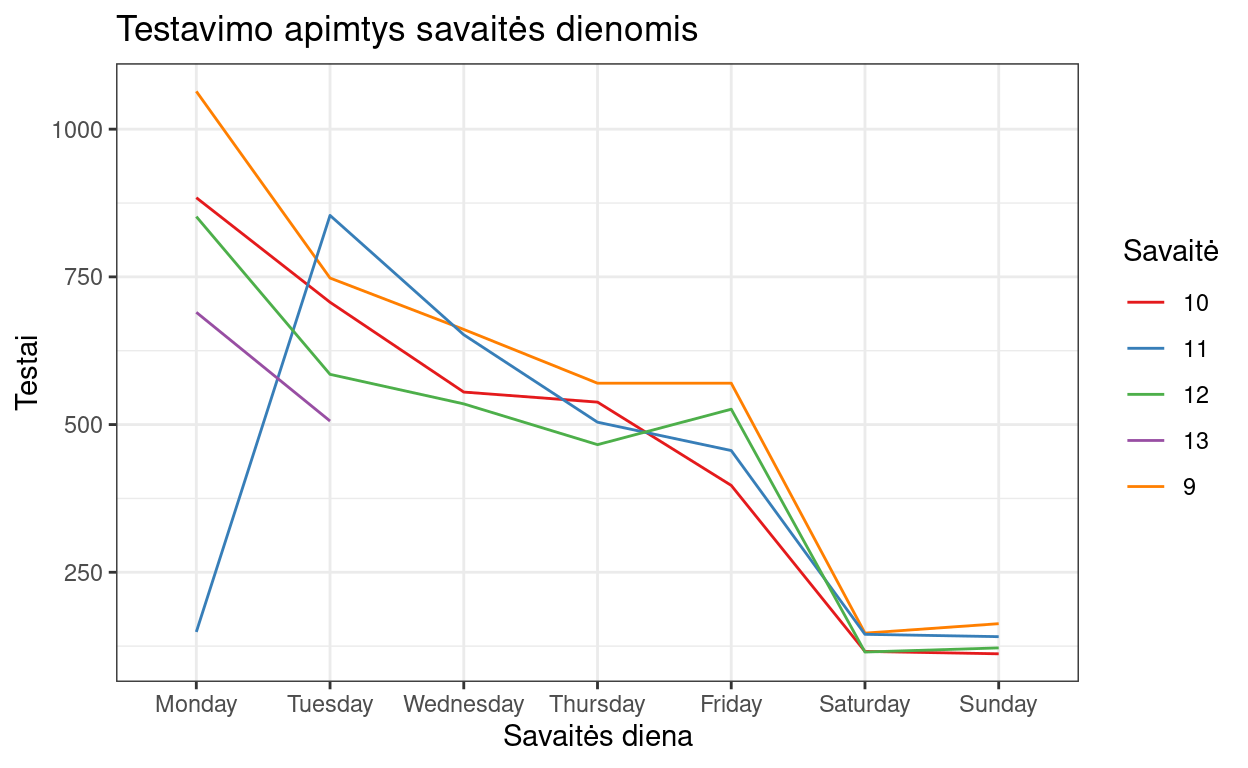 Testavimo apimtys savaitės dienomis
Testai
1000
750
500
250
Monday Tuesday Wednesday Thursday Friday Saturday Sunday
Savaitės diena
Savaitė
10
11
12
13
9